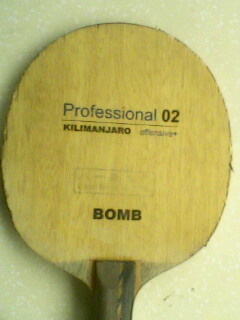 Professional 02
KILIMANJARO offensive+
BOMB